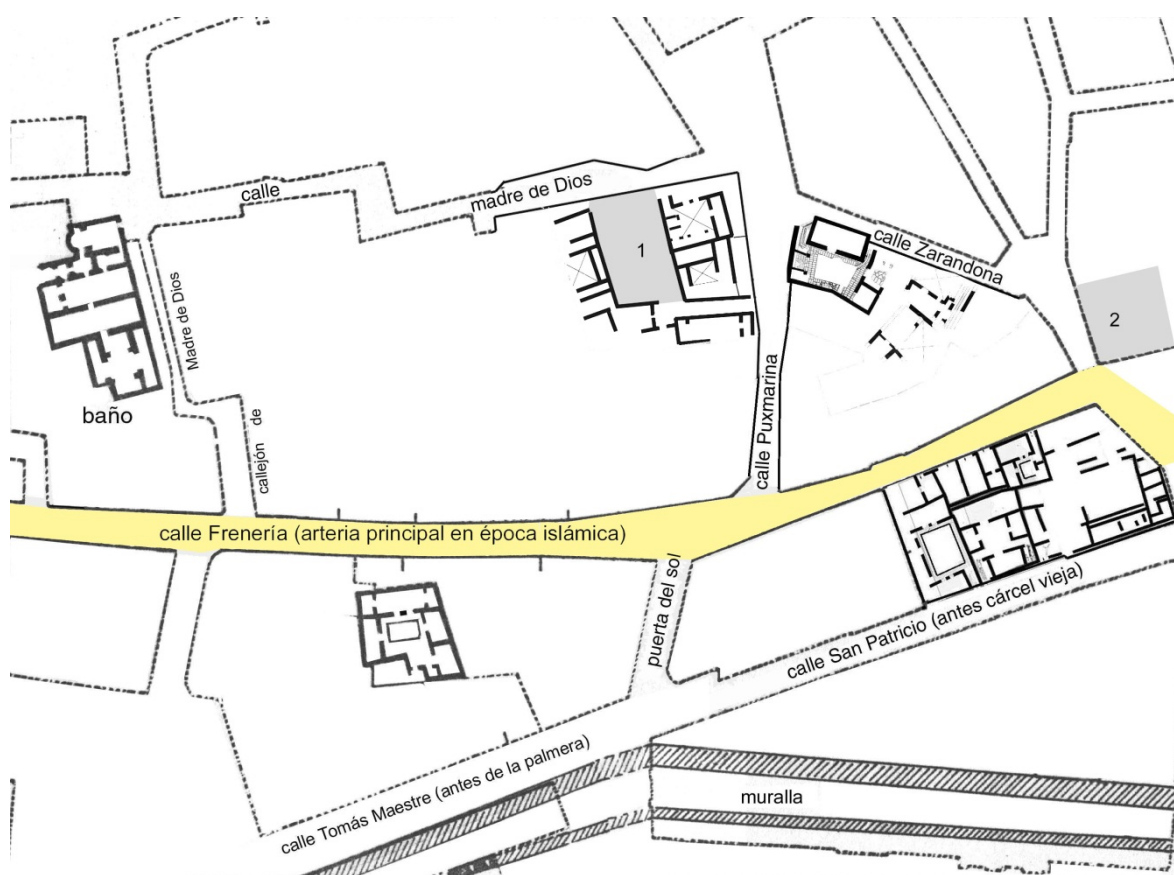 calle
madre de Dios
1
calle Zarandona
2
Madre de Dios
baño
callejón de
calle Puxmarina
calle Frenería (arteria principal en época islámica)
puerta del sol
calle San Patricio (antes cárcel vieja)
calle Tomás Maestre (antes de la palmera)
muralla